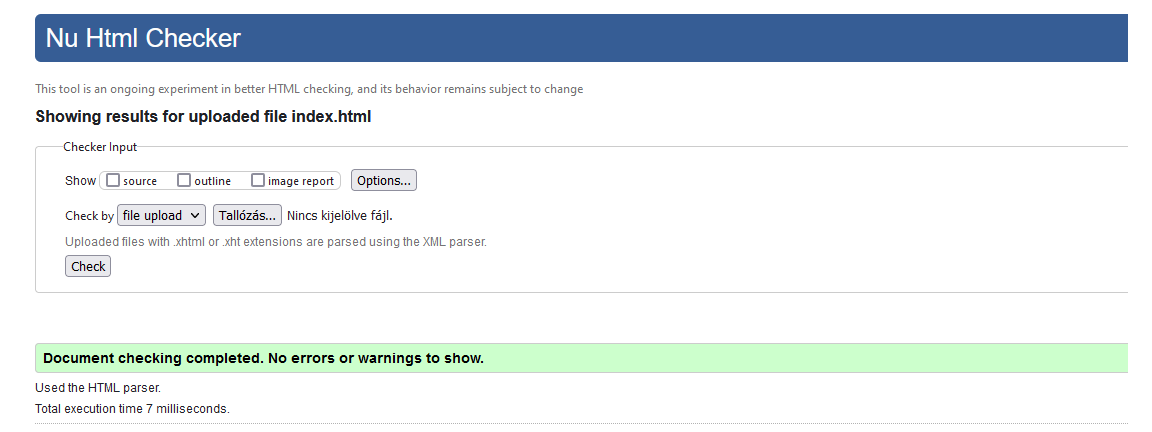 Nu Html Checker
This tool is an ongoing experiment in better HTML checking, and its behavior remains subject to change
Showing results for uploaded file index.html
Checker Input
Show source outline image report Options...
Check by file upload Tallózás... Nincs kijelölve fájl.
Uploaded files with .xhtml or .xht extensions are parsed using the XML parser.
Check
Document checking completed. No errors or warnings to show.
Used the HTML parser.
Total execution time 7 milliseconds.